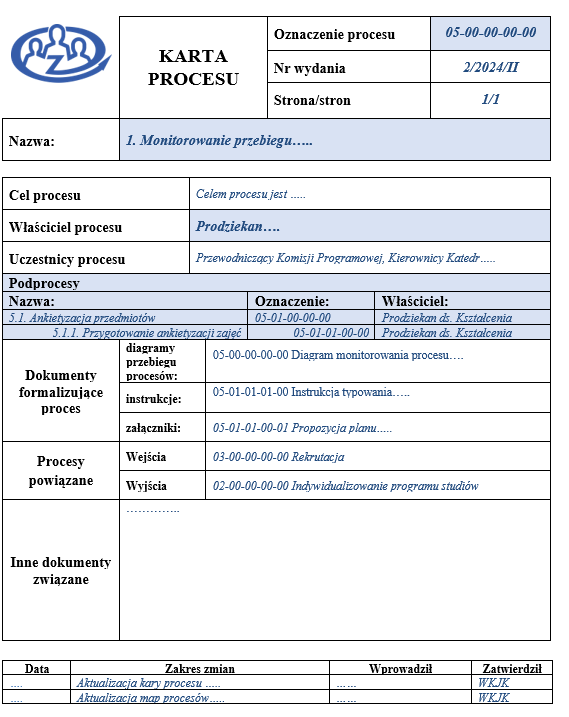 Z
KARTA
PROCESU
Oznaczenie procesu
05-00-00-00-00
Nr wydania
2/2024/II
Strona/stron
1/1
Nazwa:
1. Monitorowanie przebiegu…..
Cel procesu
Celem procesu jest …..
Właściciel procesu
Prodziekan….
Uczestnicy procesu
Przewodniczący Komisji Programowej, Kierownicy Katedr…..
Podprocesy
Nazwa: Oznaczenie: Właściciel:
5.1. Ankietyzacja przedmiotów 05-01-00-00-00 Prodziekan ds. Kształcenia
5.1.1. Przygotowanie ankietyzacji zajęć 05-01-01-00-00 Prodziekan ds. Kształcenia
Dokumenty
formalizujące
proces
diagramy
przebiegu
procesów:
05-00-00-00-00 Diagram monitorowania procesu….
instrukcje:
05-01-01-01-00 Instrukcja typowania…..
załączniki:
05-01-01-00-01 Propozycja planu…..
Procesy
powiązane
Wejścia
03-00-00-00-00 Rekrutacja
Wyjścia
02-00-00-00-00 Indywidualizowanie programu studiów
Inne dokumenty
związane
…………..
Data Zakres zmian Wprowadził Zatwierdził
…. Aktualizacja kary procesu ….. …… WKJK
…. Aktualizacja map procesów….. …… WKJK